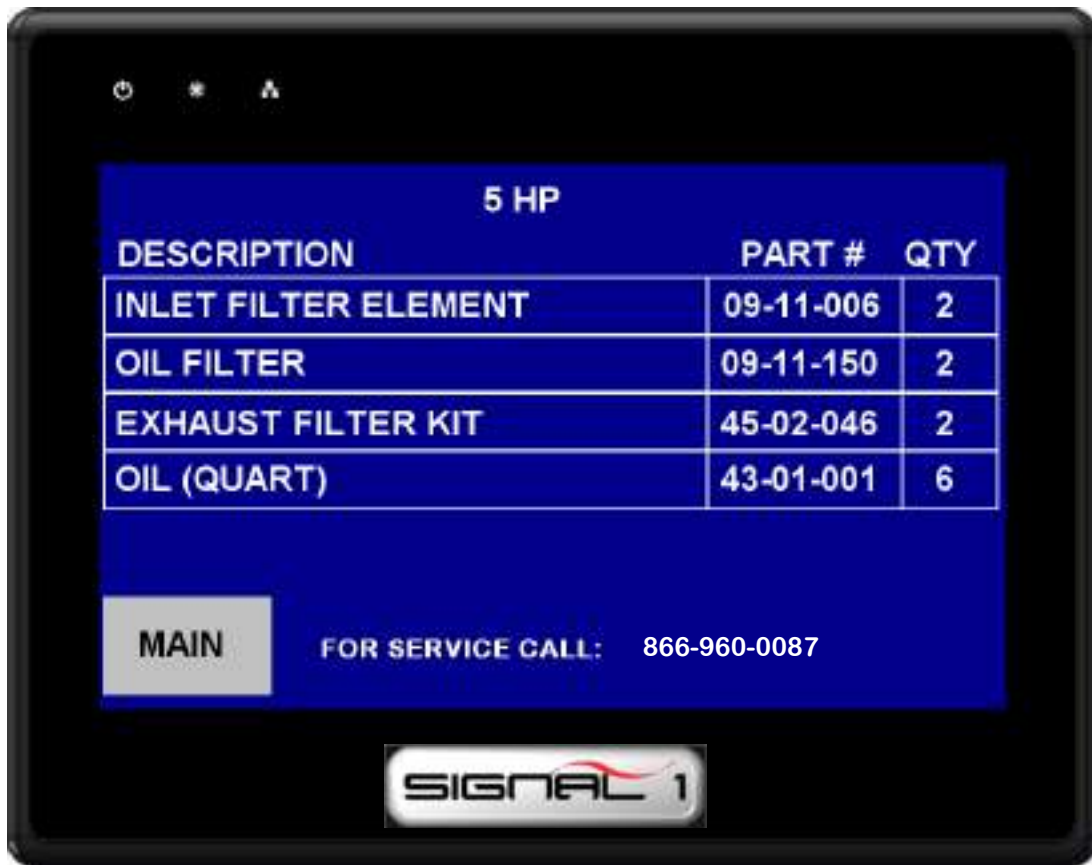 5 HP
DESCRIPTION PART # QTY
INLET FILTER ELEMENT 09-11-006 2
OIL FILTER 09-11-150 2
EXHAUST FILTER KIT 45-02-046 2
OIL (QUART) 43-01-001 6
MAIN FOR SERVICE CALL: 866-960-0087
SIGNAL 1